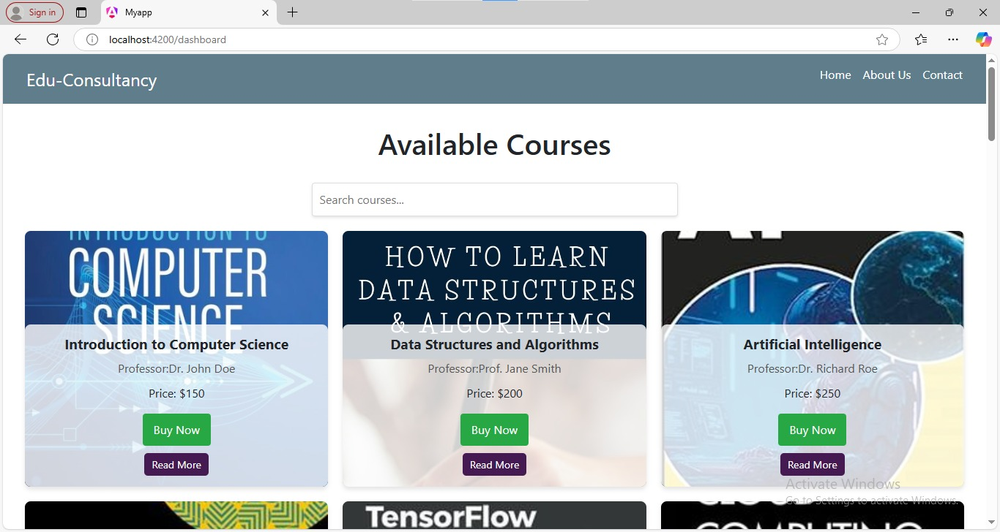 Sign in
Myapp
localhost:4200/dashboard
Edu-Consultancy
Home About Us Contact
Available Courses
Search courses...
INTRODUCTION TO
COMPUTER
SCIENCE
Introduction to Computer Science
Professor:Dr. John Doe
Price: $150
Buy Now
Read More
HOW TO LEARN
DATA STRUCTURES
& ALGORITHMS
Data Structures and Algorithms
Professor:Prof. Jane Smith
Price: $200
Buy Now
Read More
Artificial Intelligence
Professor:Dr. Richard Roe
Price: $250
Buy Now
Read More
Activate Windows
Go to Settings to activate Windows.
TensorFlow
CLOUD
COMPUTING